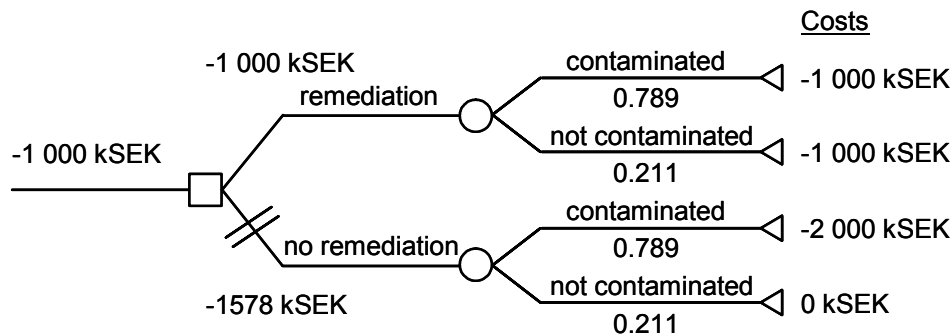 Costs
-1 000 kSEK
contaminated
-1 000 kSEK
remediation
0.789
not contaminated
-1 000 kSEK
-1 000 kSEK
0.211
contaminated
-2 000 kSEK
no remediation
0.789
not contaminated
0 kSEK
-1578 kSEK
0.211